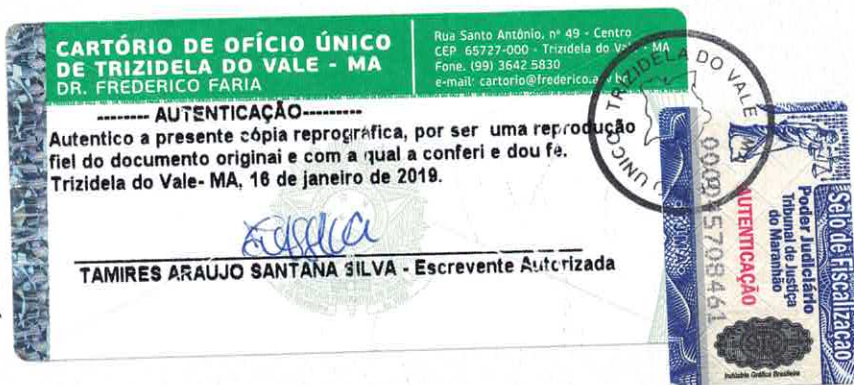 CARTÓRIO DE OFÍCIO ÚNICO
DE TRIZIDELA DO VALE - MA
DR. FREDERICO FARIA
Rua Santo Antônio, nº 49 - Centro
CEP 65727-000 - Trizidela do Vale - MA
Fone. (99) 3642 5830
e-mail: cartorio@frederico.a
-------- AUTENTICAÇÃO---------
Autentico a presente cópia reprográfica, por ser uma reprodução
fiel do documento original e com a qual a conferi e dou fé.
Trizidela do Vale- MA, 16 de janeiro de 2019.
TAMIRES ARAUJO SANTANA SILVA - Escrevente Autorizada
TRIZIDELA DO VALE
UNICO
Selo de Fiscalização
Poder Judiciário
Tribunal de Justiça
do Maranhão
AUTENTICAÇÃO
Indústria Gráfica Brasileira